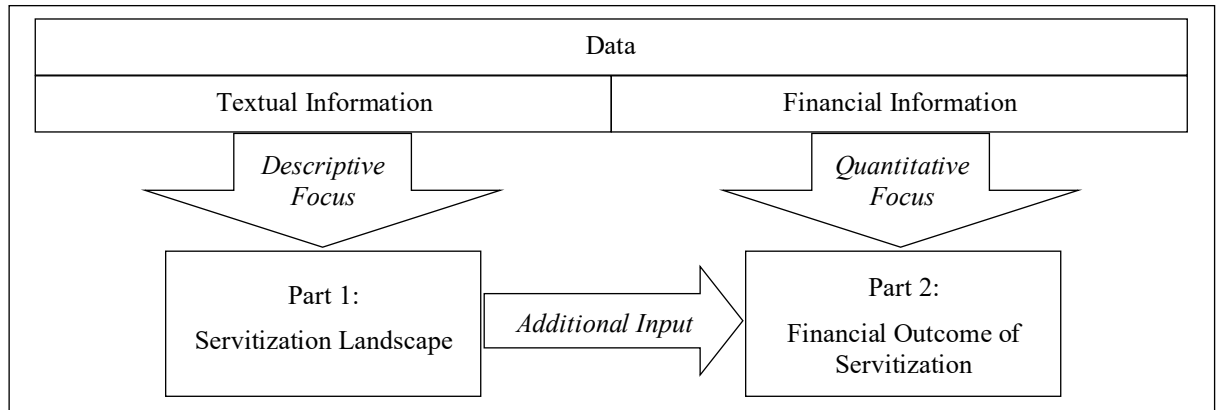 Data
Textual Information
Financial Information
Descriptive
Focus
Quantitative
Focus
Part 1:
Servitization Landscape
Additional Input
Part 2:
Financial Outcome of
Servitization